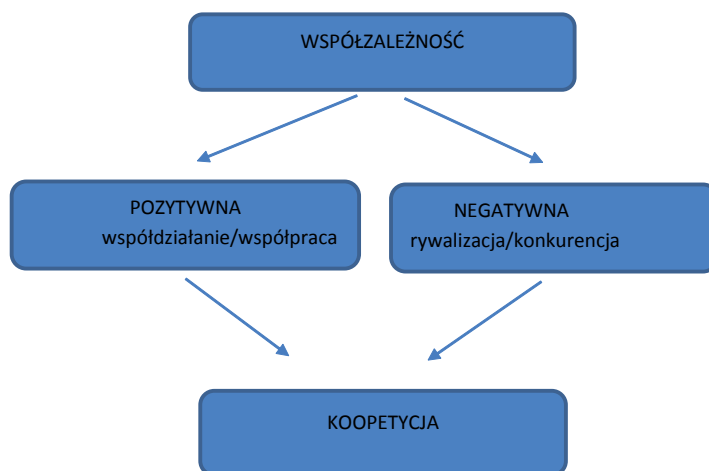 WSPÓŁZALEŻNOŚĆ
POZYTYWNA
współdziałanie/współpraca
NEGATYWNA
rywalizacja/konkurencja
KOOPETYCJA